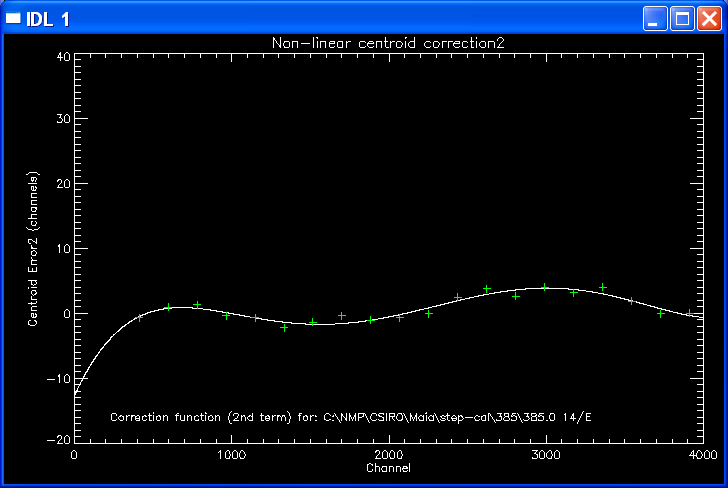 IDL 1
Non-linear centroid correction2
40
30
20
10
0
-10
-20
Centroid Error2 (channels)
Correction function (2nd term) for: C:\NMP\CSIRO\Maia\step-cal\385\385.0 14/E
0 1000 2000 3000 4000
Channel